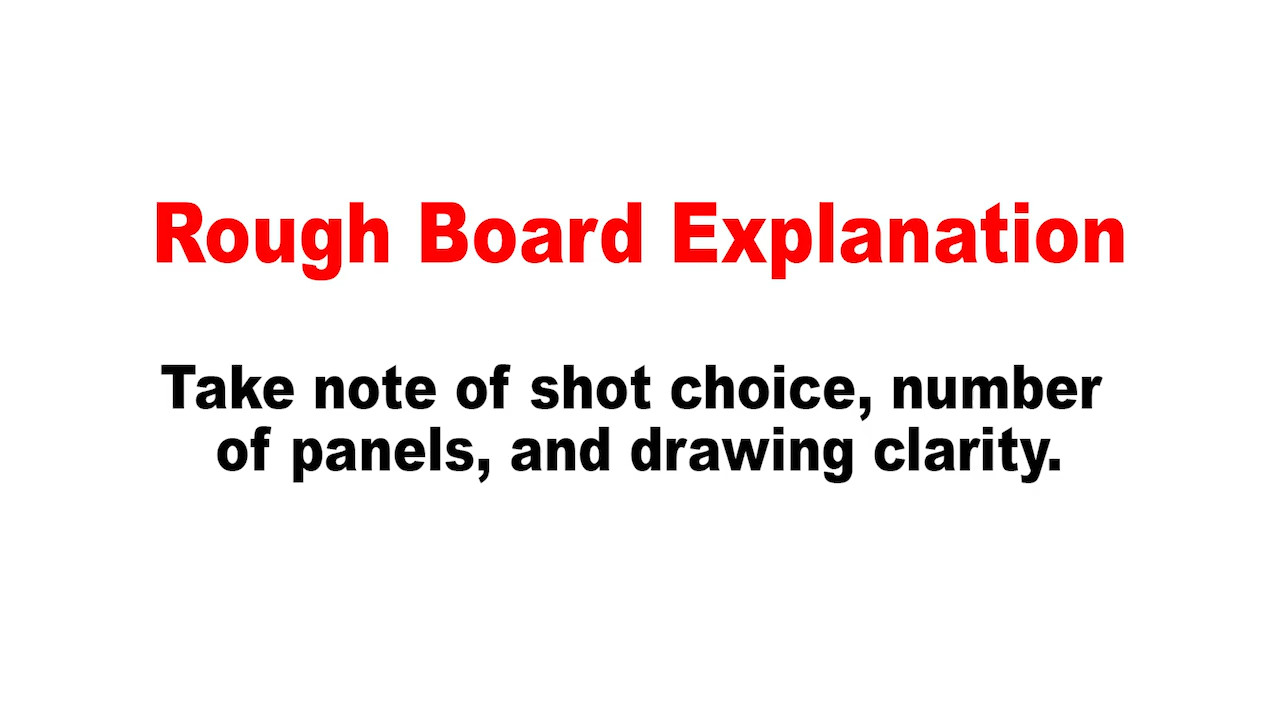 Rough Board Explanation
Take note of shot choice, number
of panels, and drawing clarity.